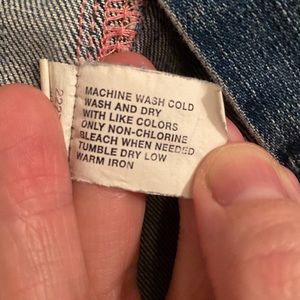 MACHINE WASH COLD
WASH AND DRY
WITH LIKE COLORS
ONLY NON-CHLORINE
BLEACH WHEN NEEDED
TUMBLE DRY LOW
WARM IRON